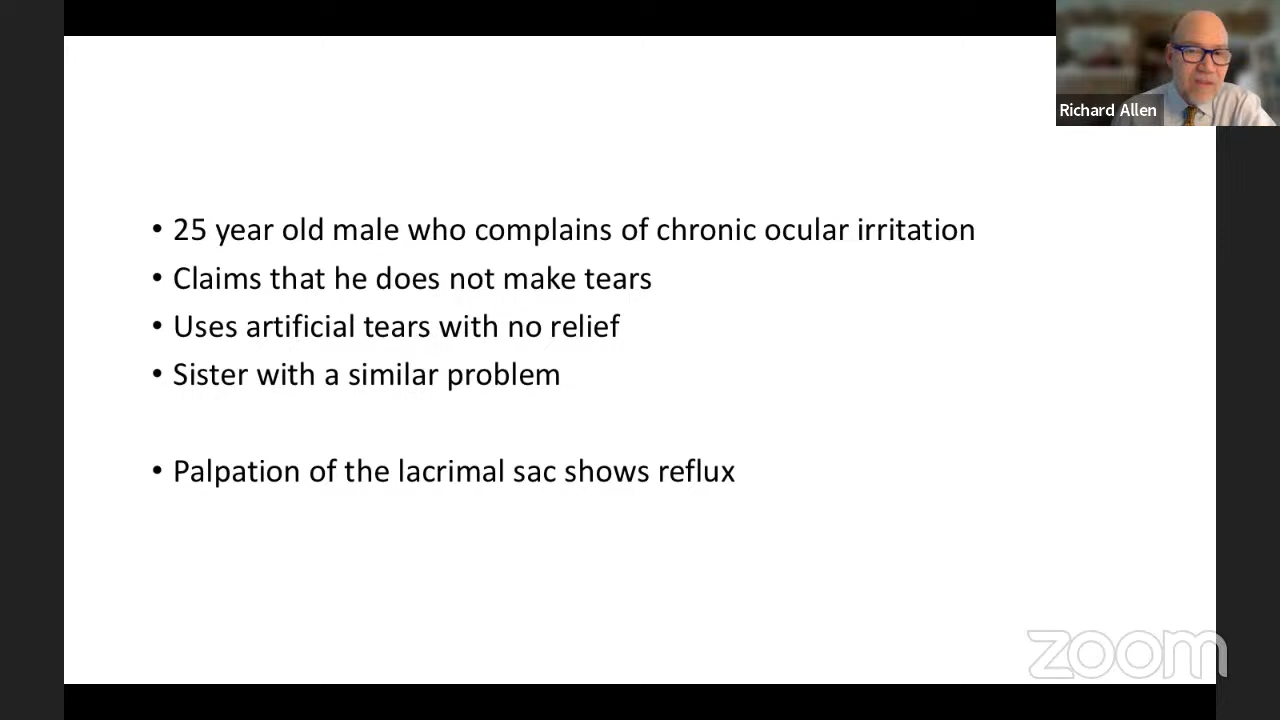 Richard Allen
• 25 year old male who complains of chronic ocular irritation
• Claims that he does not make tears
• Uses artificial tears with no relief
• Sister with a similar problem
• Palpation of the lacrimal sac shows reflux
zoom